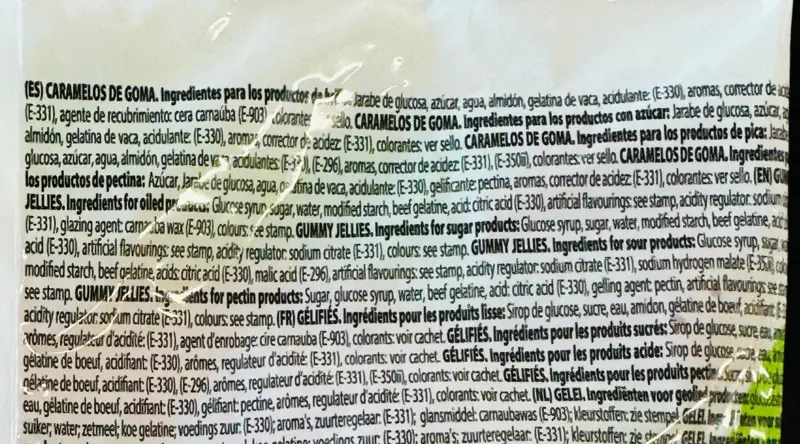 (ES) CARAMELOS DE GOMA. Ingredientes para los productos de Jarabe de glucosa, azúcar, agua, almidón, gelatina de vaca, acidulante: (E-330), aromas, corrector de
(E-331), agente de recubrimiento: cera carnaúba (E-903), colorantes: ver sello. CARAMELOS DE GOMA. Ingredientes para los productos con azúcar: Jarabe de glucosa, azúcar,
almidón, gelatina de vaca, acidulante: (E-330), aromas, corrector de acidez: (E-331), colorantes: ver sello. CARAMELOS DE GOMA. Ingredientes para los productos de pica:
glucosa, azúcar, agua, almidón, gelatina de vaca, acidulantes: (E-296), aromas, corrector de acidez: (E-331), (E-350ii), colorantes: ver sello. CARAMELOS DE GOMA. Ingredientes
los productos de pectina: Azúcar, Jarabe de glucosa, agua, gelatina de vaca, acidulante: (E-330), gelificante: pectina, aromas, corrector de acidez: (E-331), colorantes: ver sello. (EN)
JELLIES. Ingredients for oiled products: Glucose syrup, sugar, water, modified starch, beef gelatine, acid: citric acid (E-330), artificial flavourings: see stamp, acidity regulator:
(E-331), glazing agent: carnauba wax (E-903), colours: see stamp. GUMMY JELLIES. Ingredients for sugar products: Glucose syrup, sugar, water, modified starch, beef gelatine,
acid (E-330), artificial flavourings: see stamp, acidity regulator: sodium citrate (E-331), colours: see stamp. GUMMY JELLIES. Ingredients for sour products: Glucose syrup,
modified starch, beef gelatine, acids: citric acid (E-330), malic acid (E-296), artificial flavourings: see stamp, acidity regulator: sodium citrate (E-331), sodium hydrogen malate
see stamp. GUMMY JELLIES. Ingredients for pectin products: Sugar, glucose syrup, water, beef gelatine, acid: citric acid (E-330), gelling agent: pectin, artificial flavourings:
acidity regulator: sodium citrate (E-331), colours: see stamp. (FR) GÉLIFIÉS. Ingrédients pour les produits lisse: Sirop de glucose, sucre, eau, amidon, gélatine de boeuf,
arômes, regulateur d'acidité: (E-331), agent d'enrobage: cire carnauba (E-903), colorants: voir cachet. GÉLIFIÉS. Ingrédients pour les produits sucrés: Sirop de glucose, sucre, eau,
gélatine de boeuf, acidifiant: (E-330), arômes, regulateur d'acidité: (E-331), colorants: voir cachet. GÉLIFIÉS. Ingrédients pour les produits acide: Sirop de glucose,
gélatine de boeuf, acidifiant: (E-330), (E-296), arômes, regulateur d'acidité: (E-331), (E-350ii), colorants: voir cachet. GÉLIFIÉS. Ingrédients pour les produits
eau, gélatine de boeuf, acidifiant: (E-330), gélifiant: pectine, arômes, regulateur d'acidité: (E-331), colorants: voir cachet. (NL) GELEI. Ingrediënten voor
suiker; water; zetmeel; koe gelatine; voedings zuur: (E-330); aroma's, zuurteregelaar: (E-331); glansmiddel: carnaubawas (E-903); kleurstoffen: zie stempel.
voedings zuur: (E-330); aroma's; zuurteregelaar: (E-331); kleurstoffen: